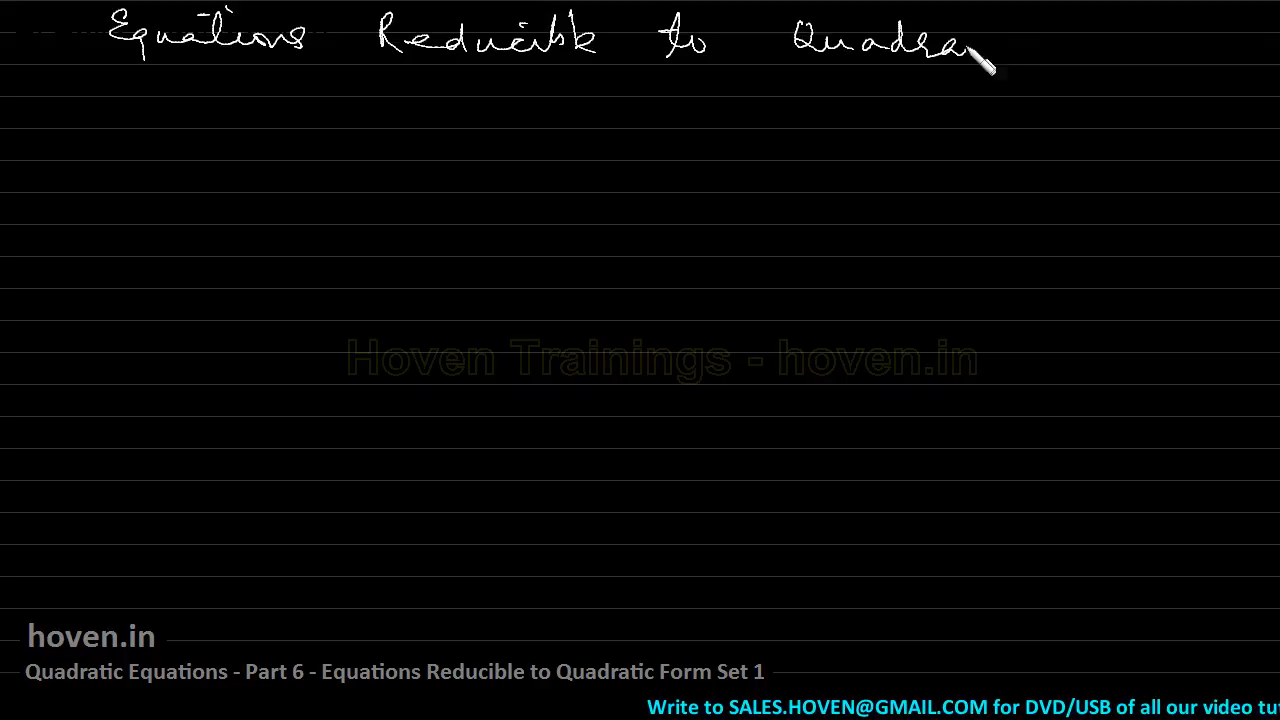 Equations Reducible to Quadra
Hoven Trainings - hoven.in
hoven.in
Quadratic Equations - Part 6 - Equations Reducible to Quadratic Form Set 1
Write to SALES.HOVEN@GMAIL.COM for DVD/USB of all our video tu